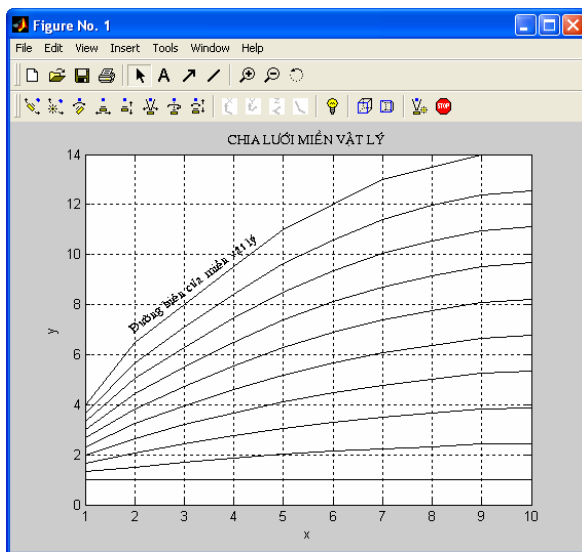 Figure No. 1
File Edit View Insert Tools Window Help
A
STOP
CHIA LƯỚI MIỀN VẬT LÝ
14
12
10
8
6
4
2
0
y
Đường biên của miền vật lý
1 2 3 4 5 6 7 8 9 10
x